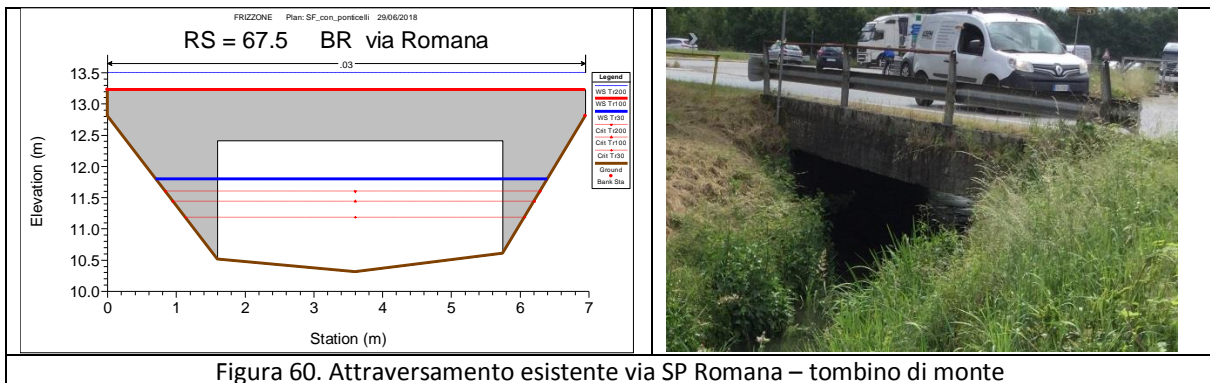 FRIZZONE Plan: SF_con_ponticelli 29/06/2018
RS = 67.5 BR via Romana
.03
Legend
WS Tr200
WS Tr100
WS Tr30
Crit Tr200
Crit Tr100
Crit Tr30
Ground
Bank Sta
13.5
13.0
12.5
12.0
11.5
11.0
10.5
10.0
Elevation (m)
0 1 2 3 4 5 6 7
Station (m)
Figura 60. Attraversamento esistente via SP Romana – tombino di monte